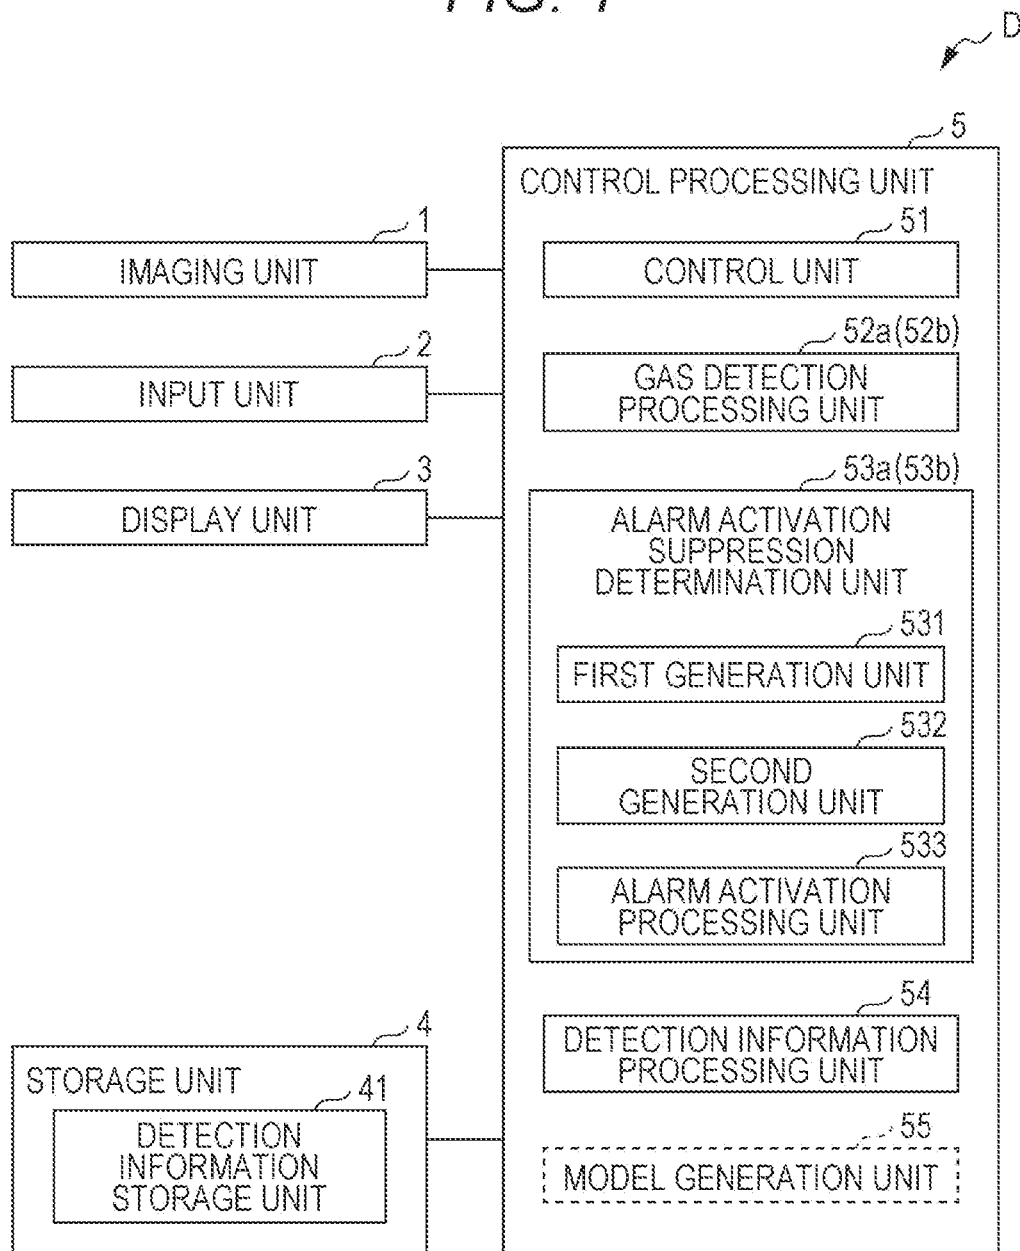 FIG. 1
D
5
CONTROL PROCESSING UNIT
1
IMAGING UNIT
2
INPUT UNIT
3
DISPLAY UNIT
51
CONTROL UNIT
52a(52b)
GAS DETECTION
PROCESSING UNIT
53a(53b)
ALARM ACTIVATION
SUPPRESSION
DETERMINATION UNIT
531
FIRST GENERATION UNIT
532
SECOND
GENERATION UNIT
533
ALARM ACTIVATION
PROCESSING UNIT
54
DETECTION INFORMATION
PROCESSING UNIT
55
MODEL GENERATION UNIT
4
STORAGE UNIT
41
DETECTION
INFORMATION
STORAGE UNIT